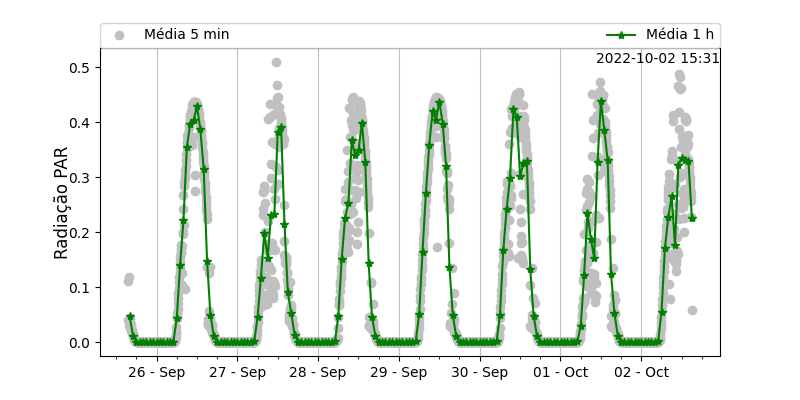 Média 5 min
Média 1 h
2022-10-02 15:31
Radiação PAR
0.5
0.4
0.3
0.2
0.1
0.0
26 - Sep
27 - Sep
28 - Sep
29 - Sep
30 - Sep
01 - Oct
02 - Oct